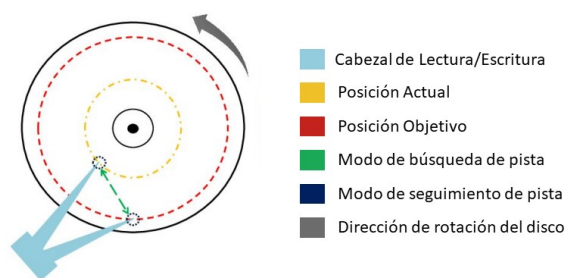 Cabezal de Lectura/Escritura
Posición Actual
Posición Objetivo
Modo de búsqueda de pista
Modo de seguimiento de pista
Dirección de rotación del disco